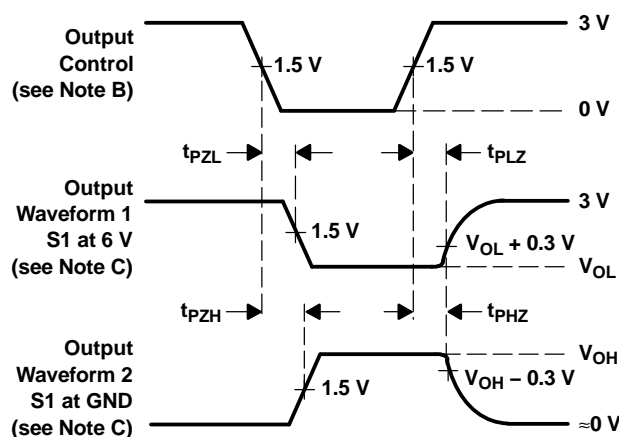 Output
Control
(see Note B)
1.5 V
1.5 V
3 V
0 V
tPZL
tPLZ
Output
Waveform 1
S1 at 6 V
(see Note C)
1.5 V
3 V
VOL + 0.3 V
VOL
tPZH
tPHZ
Output
Waveform 2
S1 at GND
(see Note C)
1.5 V
VOH
VOH – 0.3 V
≈0 V